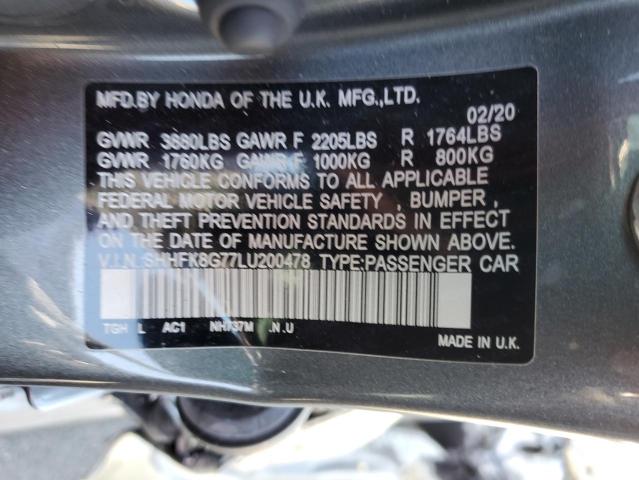 MFD.BY HONDA OF THE U.K. MFG.,LTD.
02/20
GVWR 3880LBS GAWR F 2205LBS R 1764LBS
GVWR 1760KG GAWR F 1000KG R 800KG
THIS VEHICLE CONFORMS TO ALL APPLICABLE
FEDERAL MOTOR VEHICLE SAFETY , BUMPER ,
AND THEFT PREVENTION STANDARDS IN EFFECT
ON THE DATE OF MANUFACTURE SHOWN ABOVE.
V.I.N.:SHHFK8G77LU200478 TYPE:PASSENGER CAR
TGH L AC1 NH737M .N.U
MADE IN U.K.